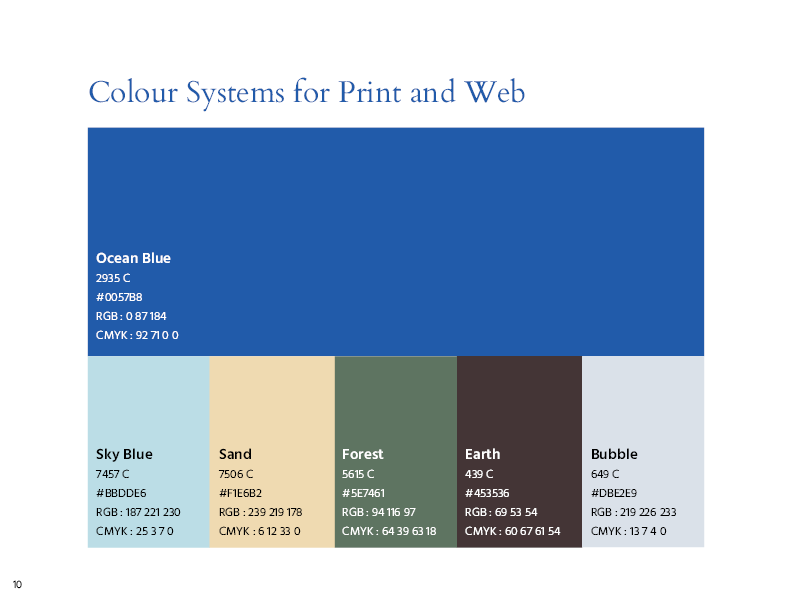 Colour Systems for Print and Web
Ocean Blue
2935 C
#0057B8
RGB : 0 87 184
CMYK : 92 71 0 0
Sky Blue
7457 C
#BBDDE6
RGB : 187 221 230
CMYK : 25 3 7 0
Sand
7506 C
#F1E6B2
RGB : 239 219 178
CMYK : 6 12 33 0
Forest
5615 C
#5E7461
RGB : 94 116 97
CMYK : 64 39 63 18
Earth
439 C
#453536
RGB : 69 53 54
CMYK : 60 67 61 54
Bubble
649 C
#DBE2E9
RGB : 219 226 233
CMYK : 13 7 4 0
10